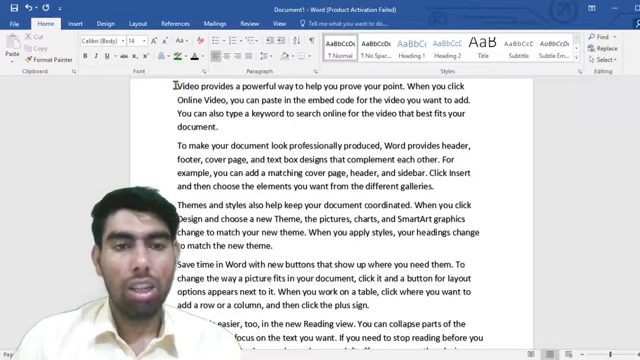 Document1 - Word (Product Activation Failed)
File Home Insert Design Layout References Mailings Review View Tell me what you want to do...
Cut
Copy
Format Painter
Clipboard
Calibri (Body) 14
Font
Paragraph
AaBbCcDc AaBbCcDc AaBbC AaBbCc AaB AaBbCcD AaBbCcDi
¶ Normal ¶ No Spac... Heading 1 Heading 2 Title Subtitle Subtle Em...
Styles
Find
Replace
Select
Editing
Video provides a powerful way to help you prove your point. When you click
Online Video, you can paste in the embed code for the video you want to add.
You can also type a keyword to search online for the video that best fits your
document.
To make your document look professionally produced, Word provides header,
footer, cover page, and text box designs that complement each other. For
example, you can add a matching cover page, header, and sidebar. Click Insert
and then choose the elements you want from the different galleries.
Themes and styles also help keep your document coordinated. When you click
Design and choose a new Theme, the pictures, charts, and SmartArt graphics
change to match your new theme. When you apply styles, your headings change
to match the new theme.
Save time in Word with new buttons that show up where you need them. To
change the way a picture fits in your document, click it and a button for layout
options appears next to it. When you work on a table, click where you want to
add a row or a column, and then click the plus sign.
is easier, too, in the new Reading view. You can collapse parts of the
focus on the text you want. If you need to stop reading before you